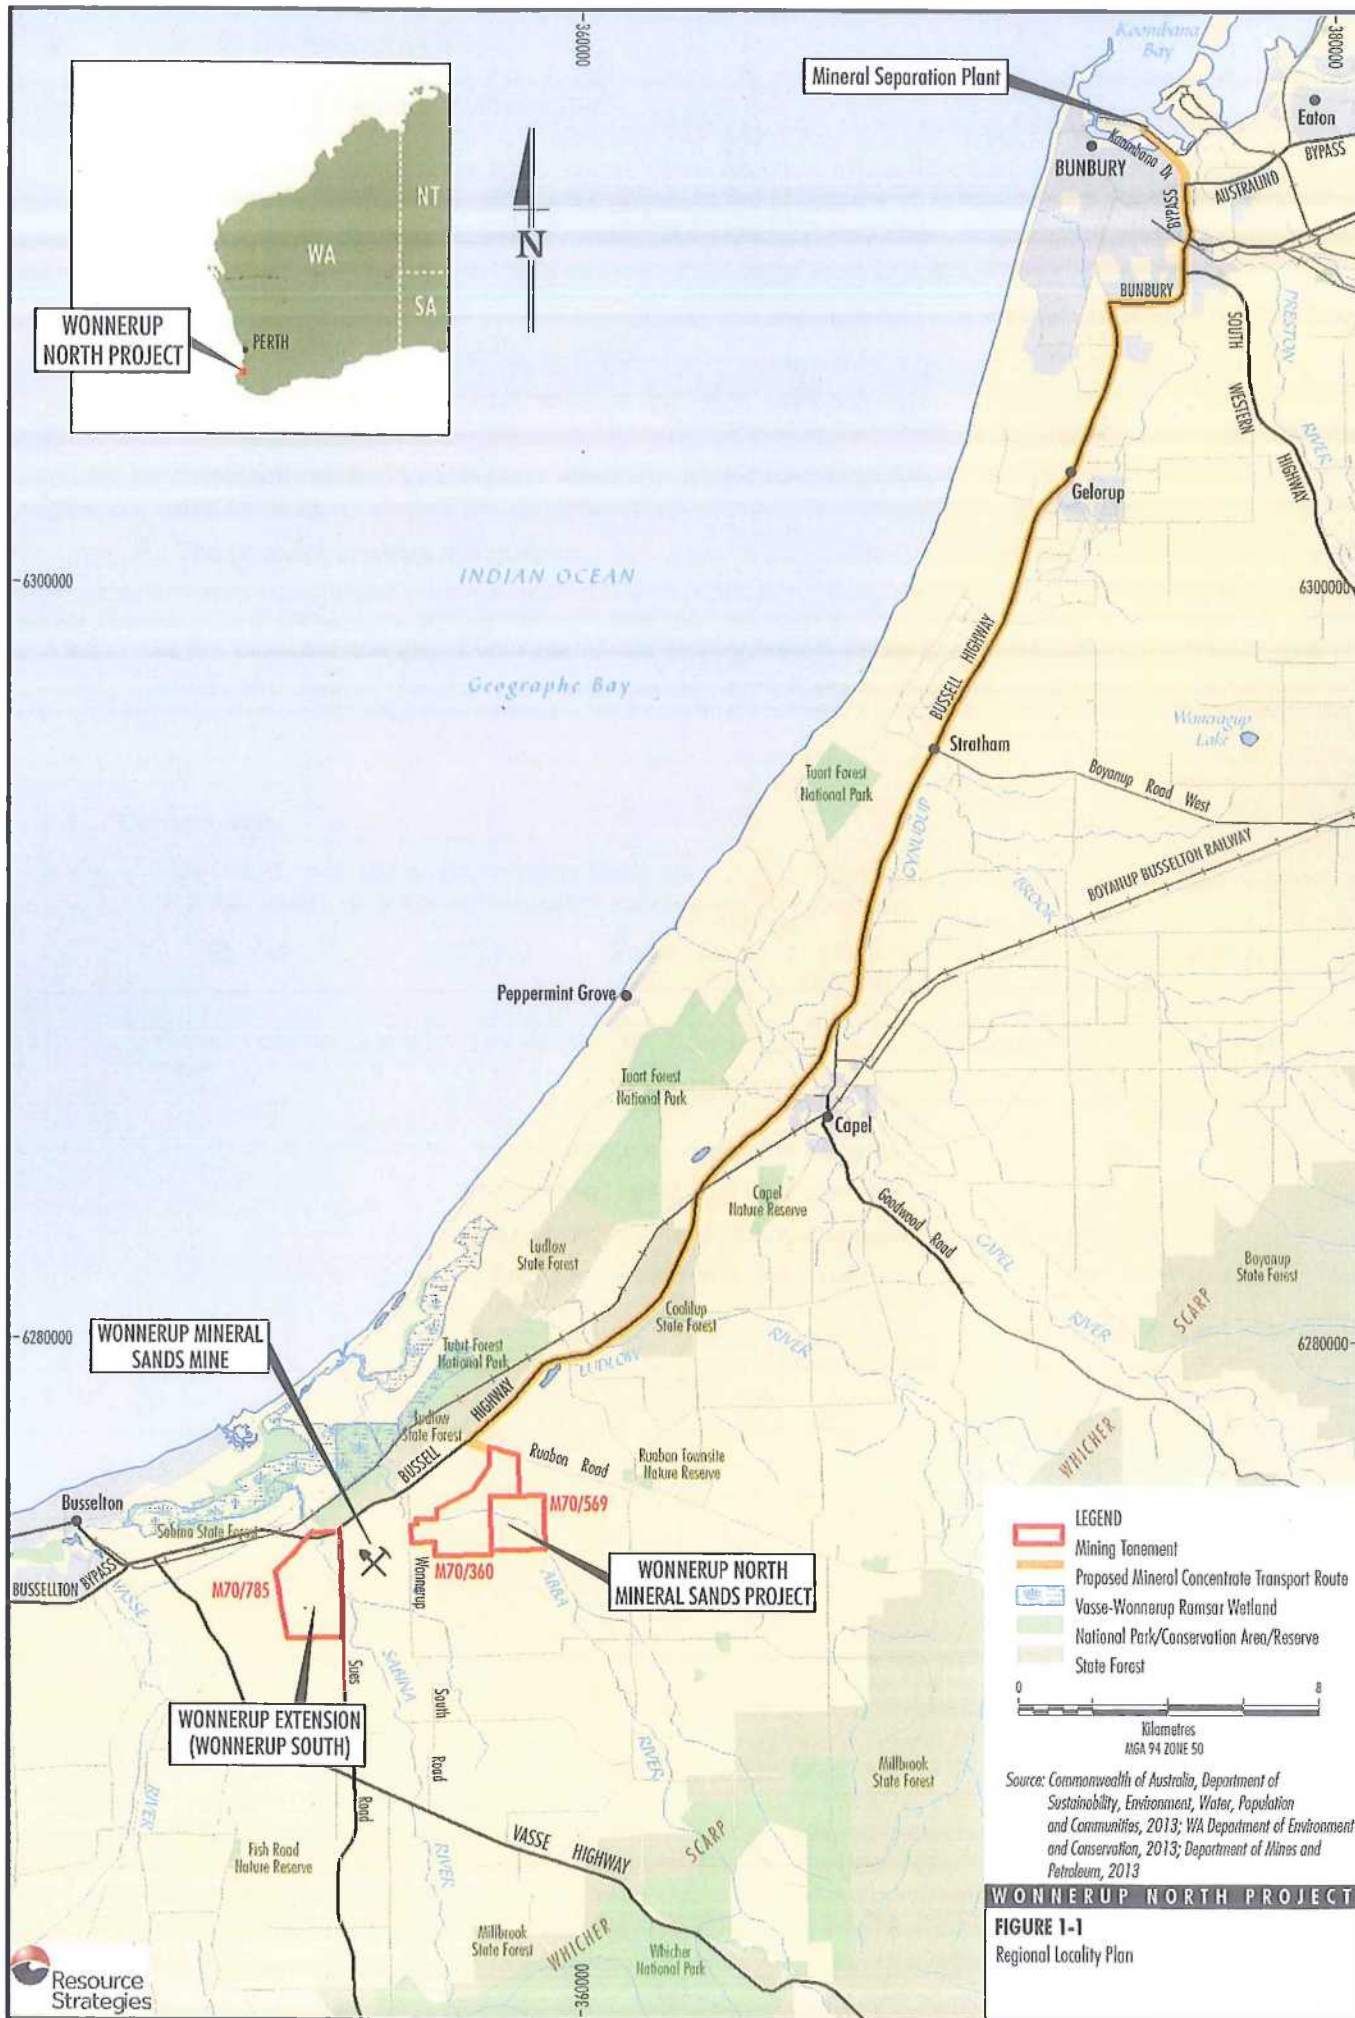 360000
380000
Koombana
Bay
Mineral Separation Plant
Eaton
Koombana Dr
BUNBURY
BYPASS
AUSTRALIND
BYPASS
NT
WA
SA
WONNERUP
NORTH PROJECT
PERTH
N
BUNBURY
SOUTH
WESTERN
HIGHWAY
PRESTON
RIVER
Gelorup
6300000
INDIAN OCEAN
6300000
BUSSELL HIGHWAY
Geographe Bay
Stratham
Lake
Tuart Forest
National Park
Boyanup Road West
GYNUDUP
BROOK
BOYANUP BUSSELTON RAILWAY
Peppermint Grove
Tuart Forest
National Park
Capel
Capel
Nature Reserve
Goodwood Road
CAPEL
RIVER
Ludlow
State Forest
Boyanup
State Forest
SCARP
Coolilup
State Forest
RIVER
6280000
WONNERUP MINERAL
SANDS MINE
Tuart Forest
National Park
LUDLOW
6280000
Ludlow
State Forest
BUSSELL HIGHWAY
WHICHER
Ruabon Road
Ruabon Townsite
Nature Reserve
Busselton
Sabina State Forest
M70/569
BUSSELLTON BYPASS
VASSE
RIVER
M70/785
Wonnerup
South
Road
M70/360
WONNERUP NORTH
MINERAL SANDS PROJECT
ABBA
RIVER
Sues
Road
SABINA
RIVER
WONNERUP EXTENSION
(WONNERUP SOUTH)
Millbrook
State Forest
Fish Road
Nature Reserve
VASSE HIGHWAY
SCARP
Millbrook
State Forest
WHICHER
Whicher
National Park
360000
LEGEND
Mining Tenement
Proposed Mineral Concentrate Transport Route
Vasse-Wonnerup Ramsar Wetland
National Park/Conservation Area/Reserve
State Forest
0 8
Kilometres
MGA 94 ZONE 50
Source: Commonwealth of Australia, Department of
Sustainability, Environment, Water, Population
and Communities, 2013; WA Department of Environment
and Conservation, 2013; Department of Mines and
Petroleum, 2013
WONNERUP NORTH PROJECT
FIGURE 1-1
Regional Locality Plan
Resource
Strategies